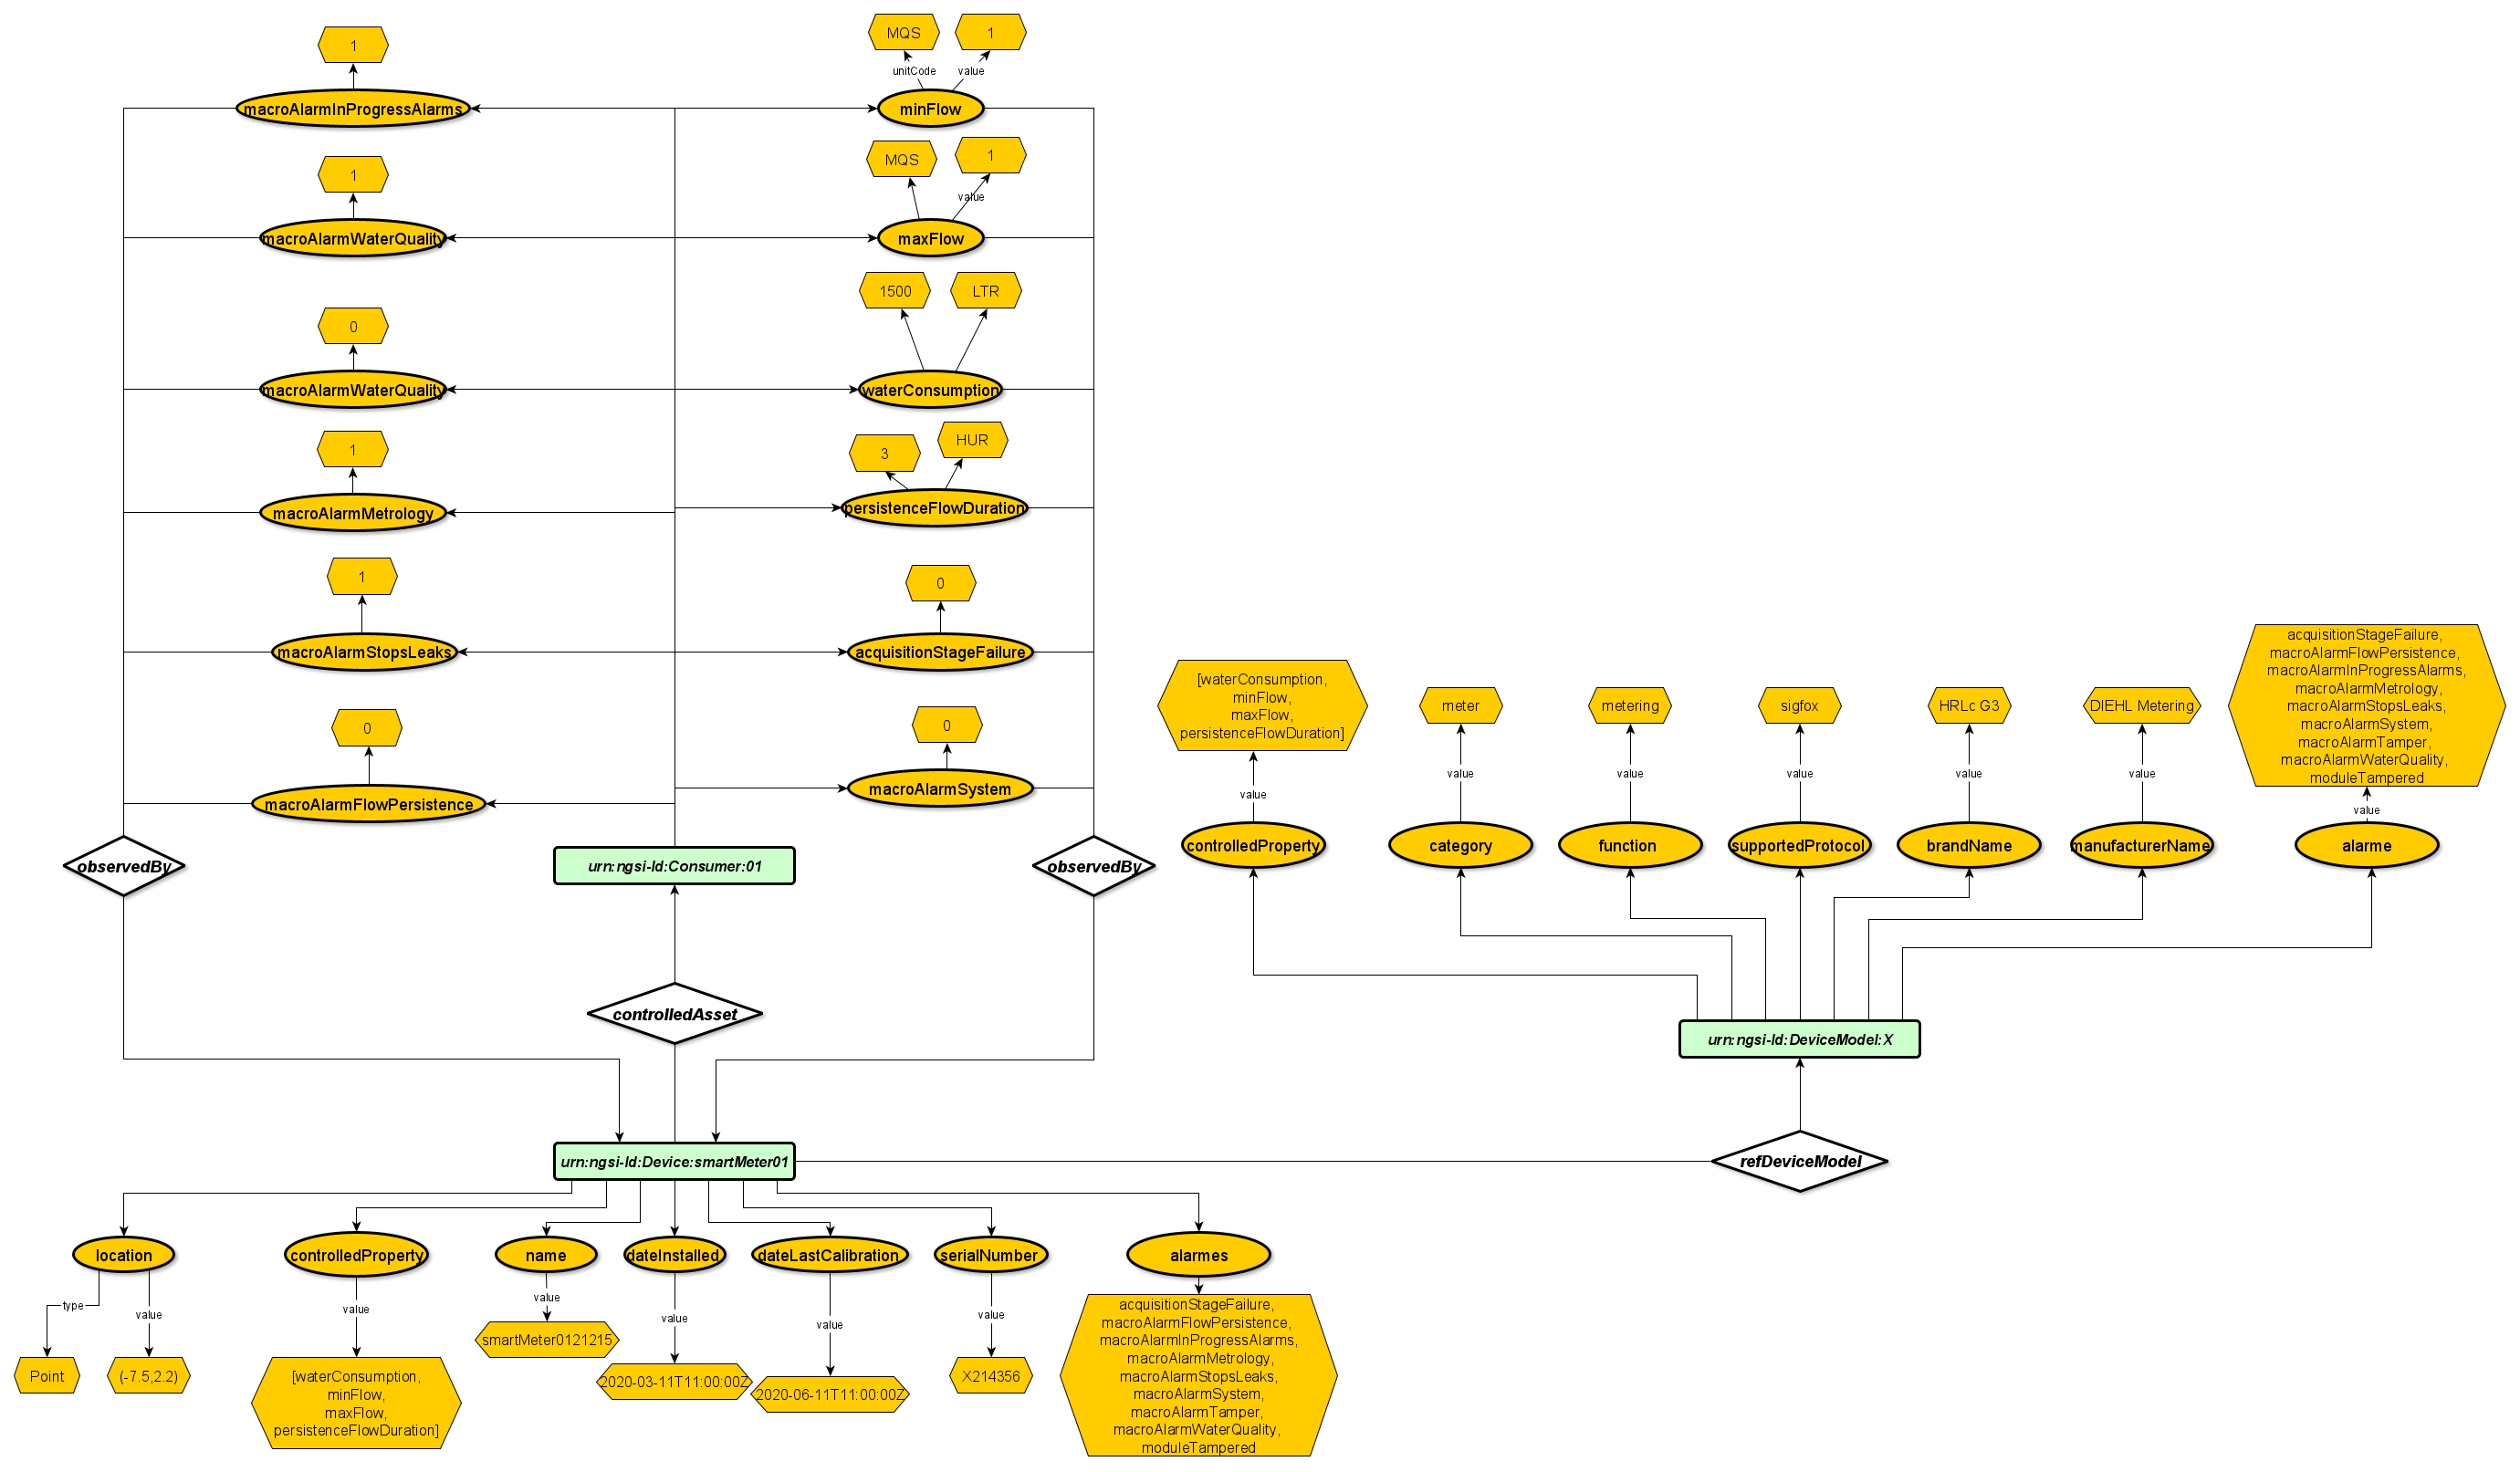 1
MQS
1
unitCode
value
macroAlarmInProgressAlarms
minFlow
1
MQS
1
value
macroAlarmWaterQuality
maxFlow
0
1500
LTR
macroAlarmWaterQuality
waterConsumption
1
3
HUR
macroAlarmMetrology
persistenceFlowDuration
1
0
macroAlarmStopsLeaks
acquisitionStageFailure
0
0
macroAlarmFlowPersistence
macroAlarmSystem
observedBy
urn:ngsi-ld:Consumer:01
observedBy
controlledAsset
[waterConsumption,
minFlow,
maxFlow,
persistenceFlowDuration]
value
controlledProperty
meter
value
category
metering
value
function
sigfox
value
supportedProtocol
HRLc G3
value
brandName
DIEHL Metering
value
manufacturerName
acquisitionStageFailure,
macroAlarmFlowPersistence,
macroAlarmInProgressAlarms,
macroAlarmMetrology,
macroAlarmStopsLeaks,
macroAlarmSystem,
macroAlarmTamper,
macroAlarmWaterQuality,
moduleTampered
value
alarme
urn:ngsi-ld:DeviceModel:X
urn:ngsi-ld:Device:smartMeter01
refDeviceModel
location
type
value
Point
(-7.5,2.2)
controlledProperty
value
[waterConsumption,
minFlow,
maxFlow,
persistenceFlowDuration]
name
value
smartMeter0121215
dateInstalled
value
2020-03-11T11:00:00Z
dateLastCalibration
value
2020-06-11T11:00:00Z
serialNumber
value
X214356
alarmes
acquisitionStageFailure,
macroAlarmFlowPersistence,
macroAlarmInProgressAlarms,
macroAlarmMetrology,
macroAlarmStopsLeaks,
macroAlarmSystem,
macroAlarmTamper,
macroAlarmWaterQuality,
moduleTampered